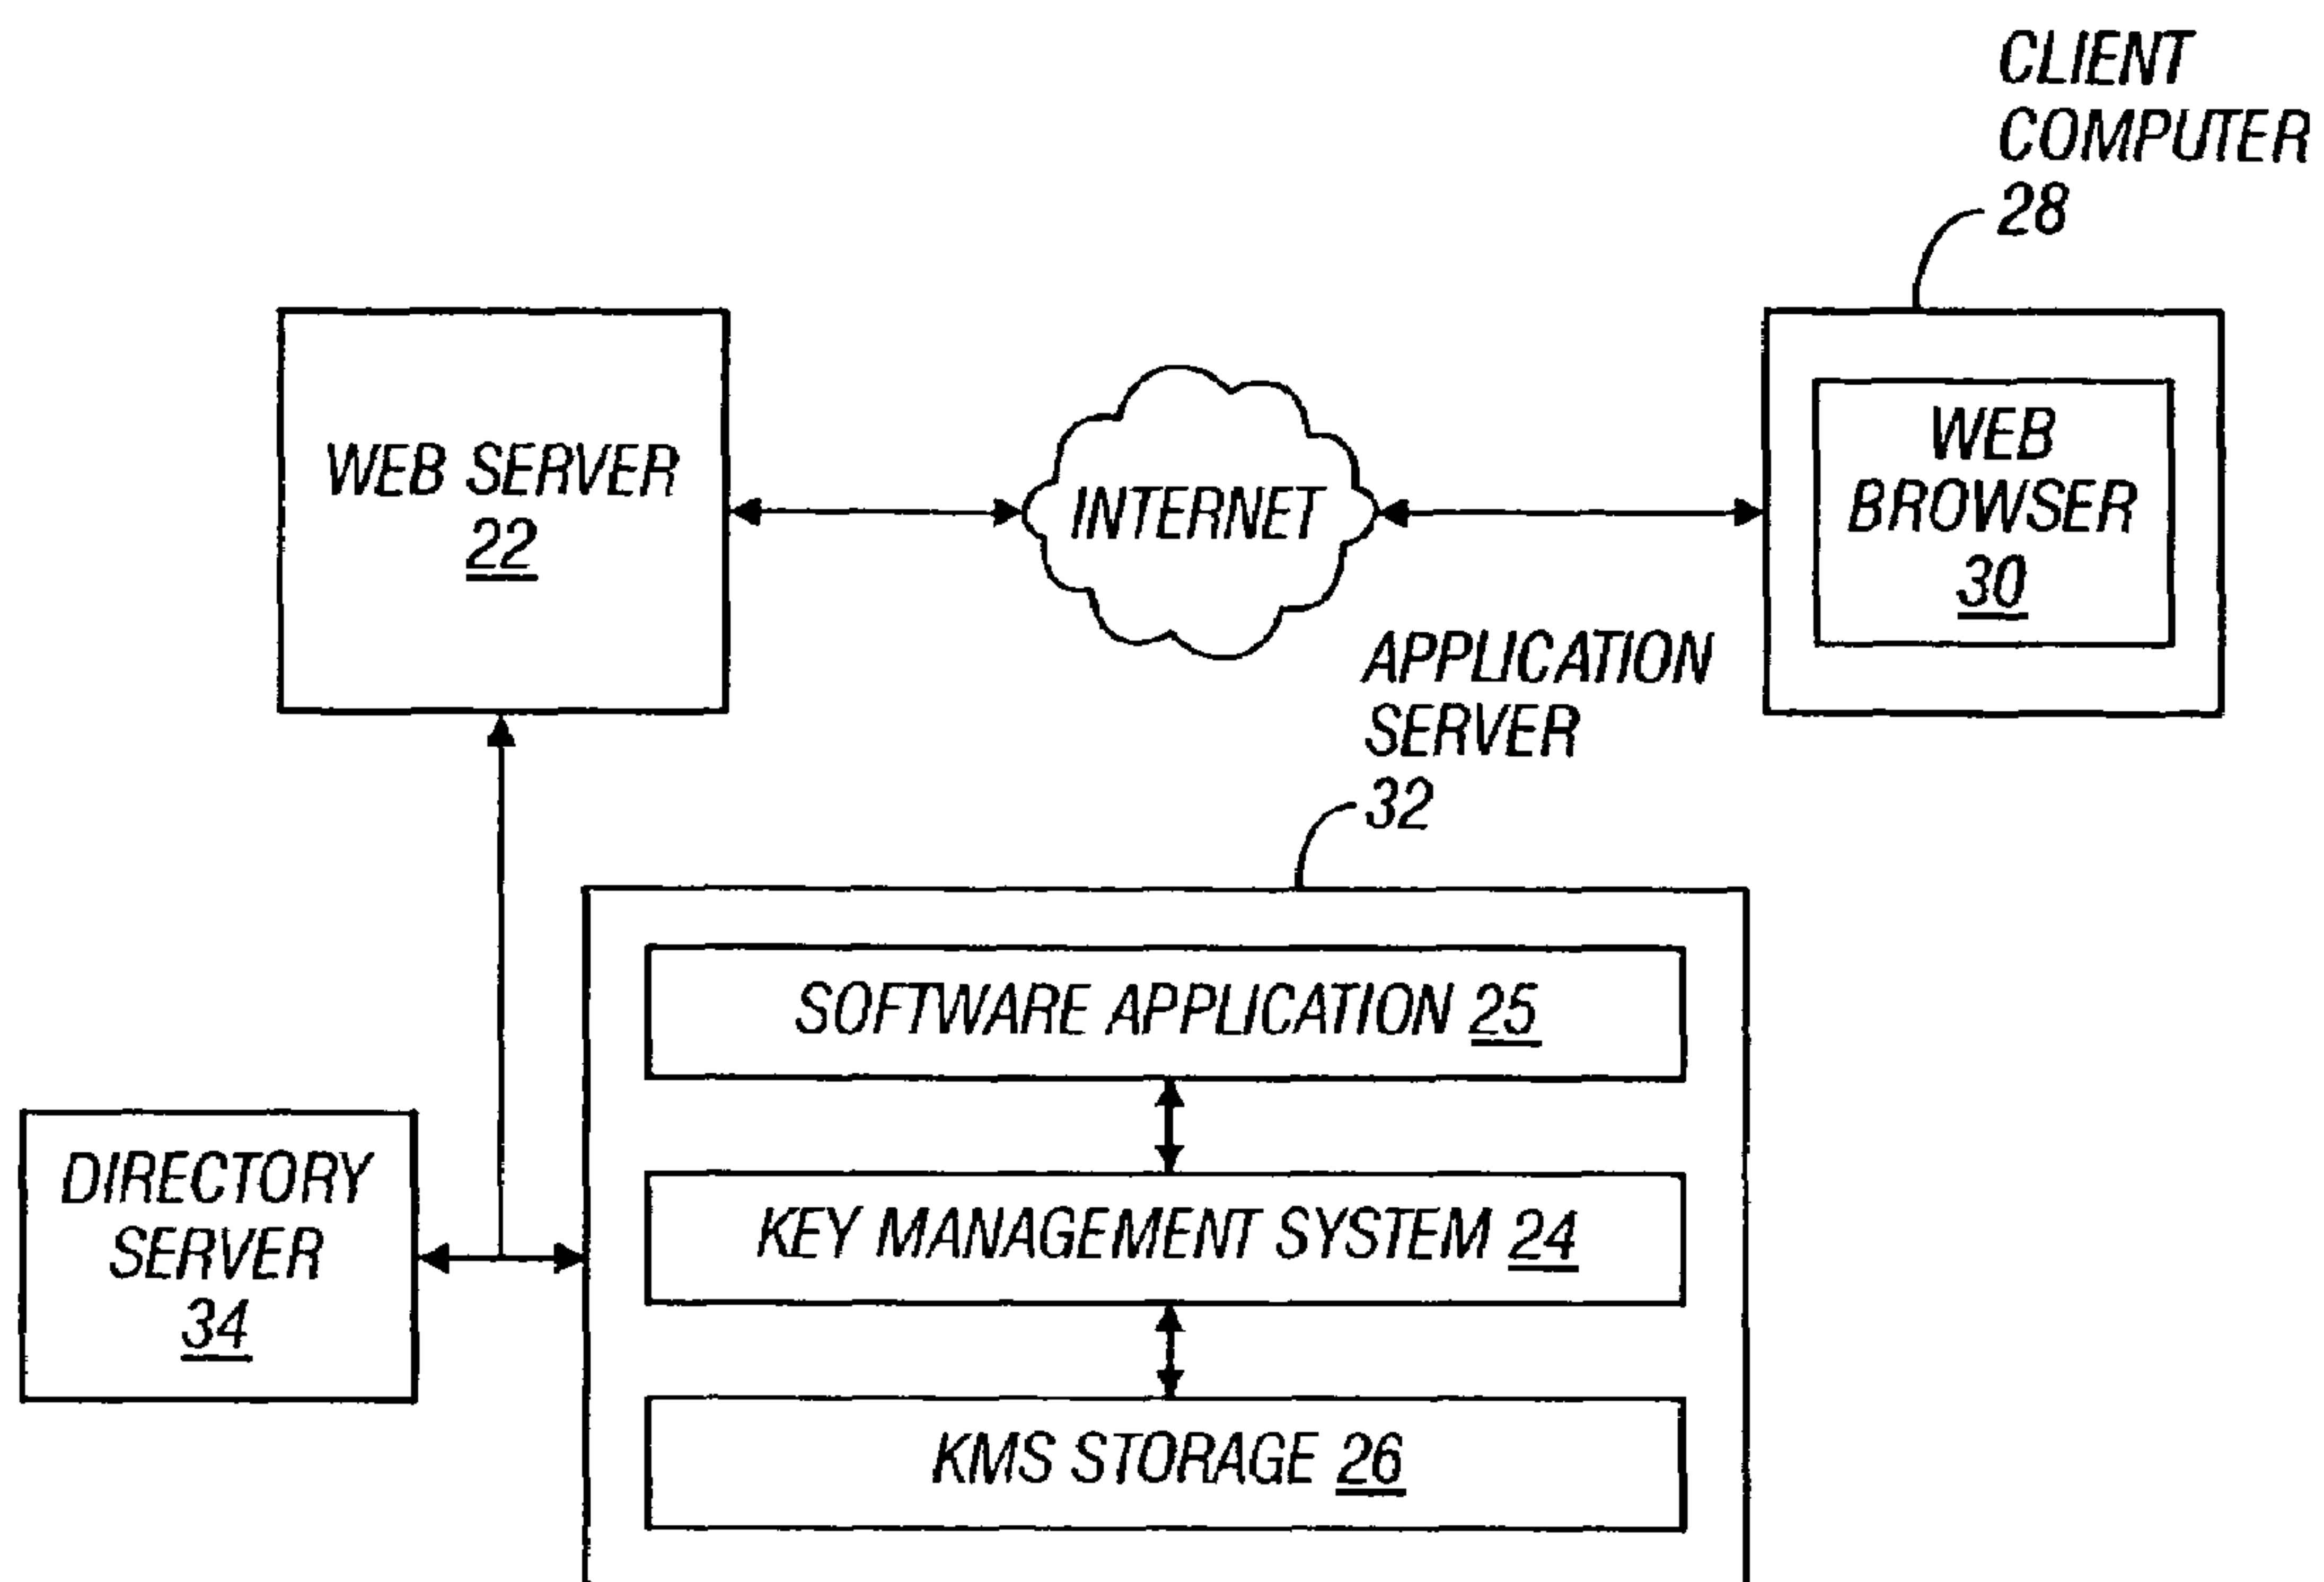 CLIENT
COMPUTER
28
WEB SERVER
22
INTERNET
WEB
BROWSER
30
APPLICATION
SERVER
32
SOFTWARE APPLICATION 25
DIRECTORY
SERVER
34
KEY MANAGEMENT SYSTEM 24
KMS STORAGE 26